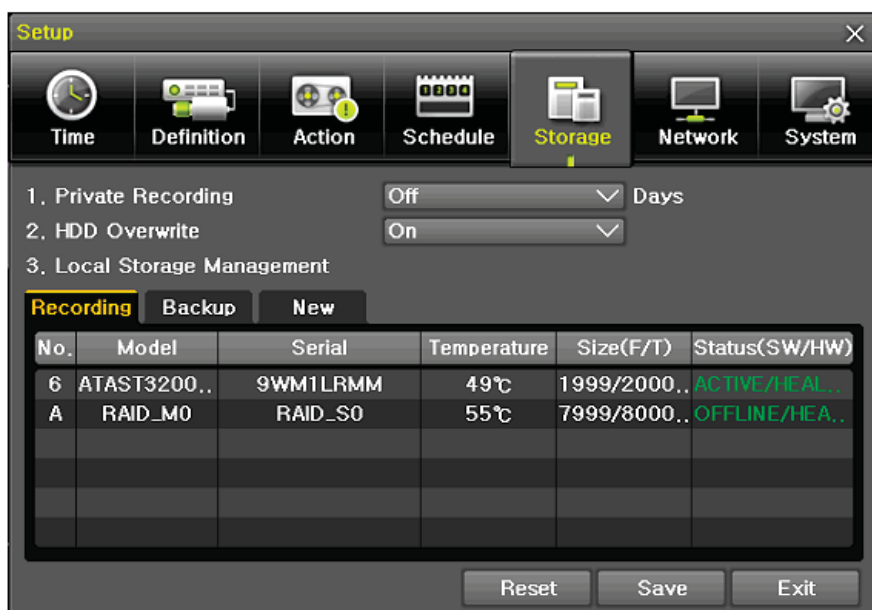 Setup
Time Definition Action Schedule Storage Network System
1. Private Recording Off Days
2. HDD Overwrite On
3. Local Storage Management
Recording Backup New
No. Model Serial Temperature Size(F/T) Status(SW/HW)
6 ATAST3200.. 9WM1LRMM 49℃ 1999/2000.. ACTIVE/HEAL..
A RAID_M0 RAID_S0 55℃ 7999/8000.. OFFLINE/HEA..
Reset Save Exit